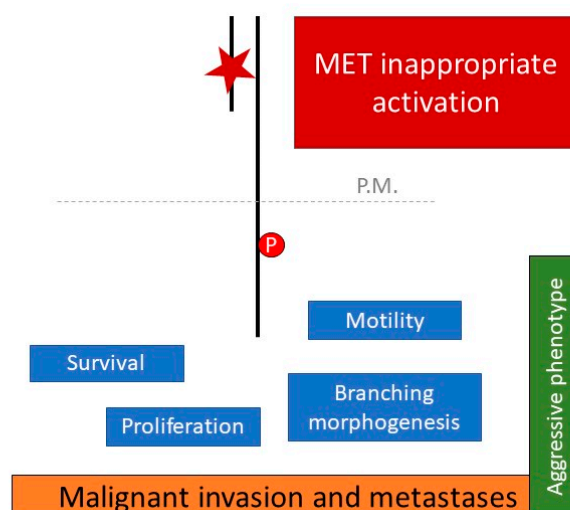 MET inappropriate
activation
P.M.
P
Motility
Survival
Branching
morphogenesis
Proliferation
Aggressive phenotype
Malignant invasion and metastases